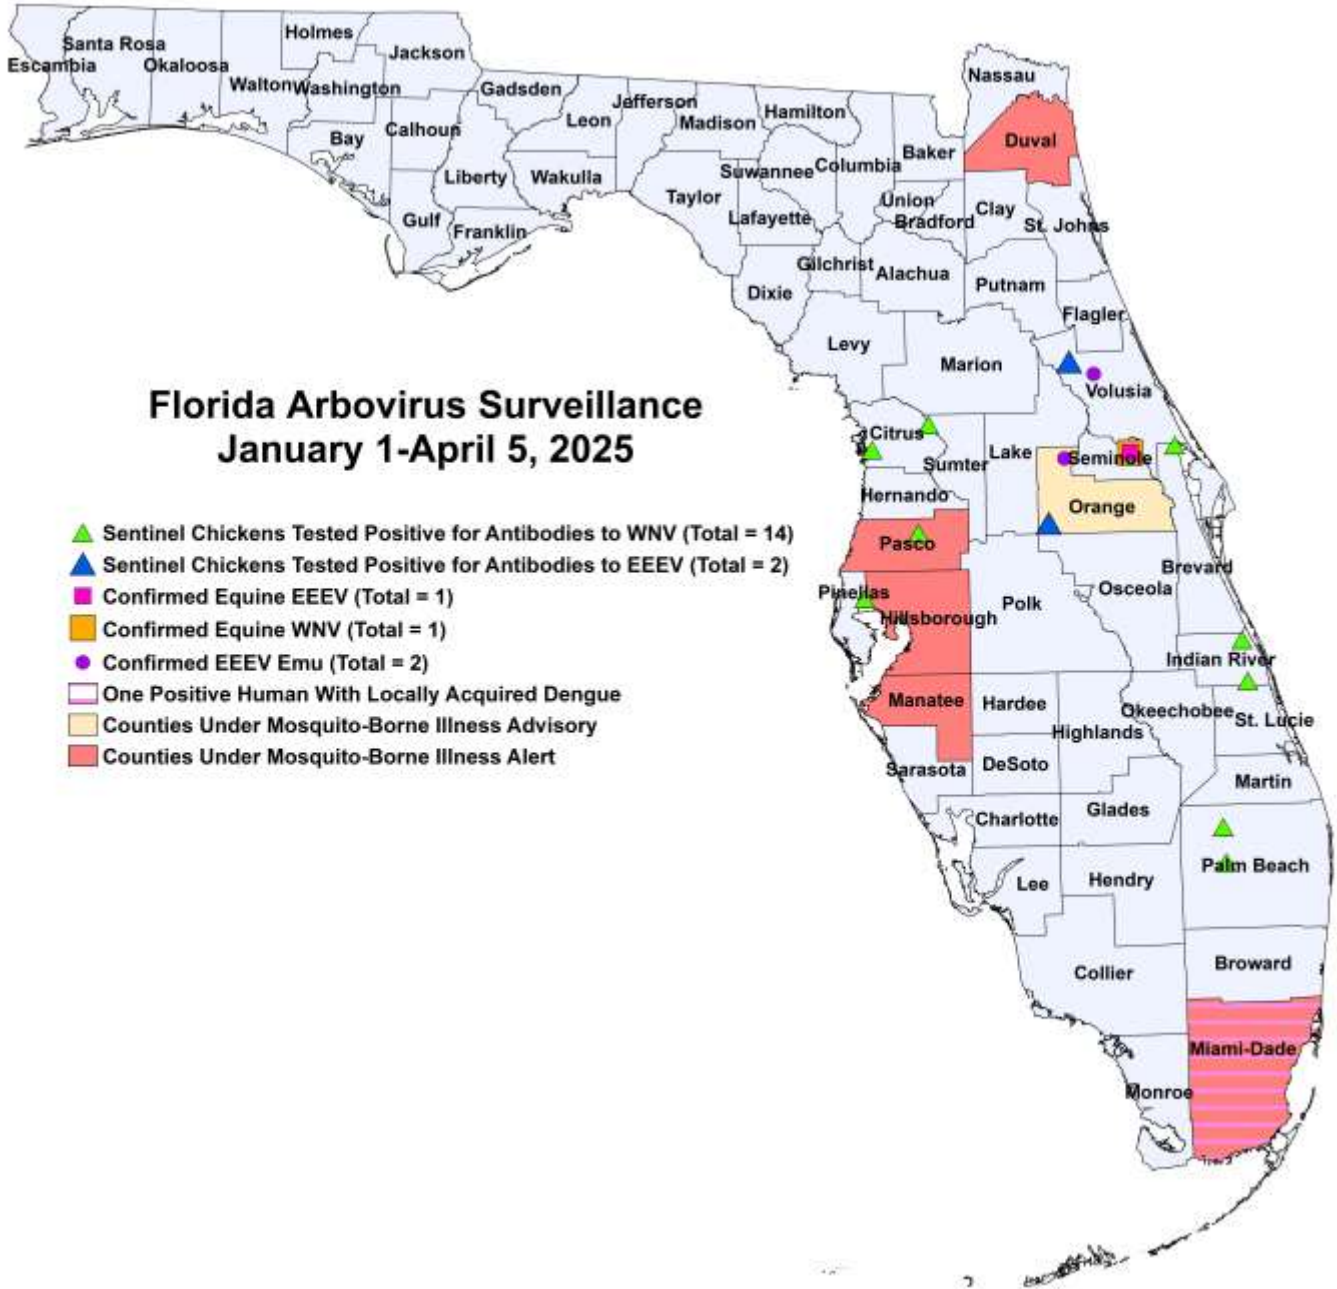 Holmes
Santa Rosa
Jackson
Escambia
Okaloosa
Nassau
Walton
Washington
Gadsden
Jefferson
Hamilton
Leon
Madison
Calhoun
Bay
Duval
Baker
Columbia
Suwannee
Liberty
Wakulla
Taylor
Union
Clay
Lafayette
Bradford
St. Johns
Gulf
Franklin
Gilchrist
Alachua
Putnam
Dixie
Flagler
Levy
Marion
Volusia
Florida Arbovirus Surveillance
January 1-April 5, 2025
Citrus
Lake
Seminole
Sumter
Hernando
Orange
Sentinel Chickens Tested Positive for Antibodies to WNV (Total = 14)
Sentinel Chickens Tested Positive for Antibodies to EEEV (Total = 2)
Confirmed Equine EEEV (Total = 1)
Confirmed Equine WNV (Total = 1)
Confirmed EEEV Emu (Total = 2)
One Positive Human With Locally Acquired Dengue
Counties Under Mosquito-Borne Illness Advisory
Counties Under Mosquito-Borne Illness Alert
Pasco
Brevard
Pinellas
Osceola
Polk
Hillsborough
Indian River
Manatee
Hardee
Okeechobee
St. Lucie
Highlands
Sarasota
DeSoto
Martin
Charlotte
Glades
Palm Beach
Lee
Hendry
Broward
Collier
Miami-Dade
Monroe